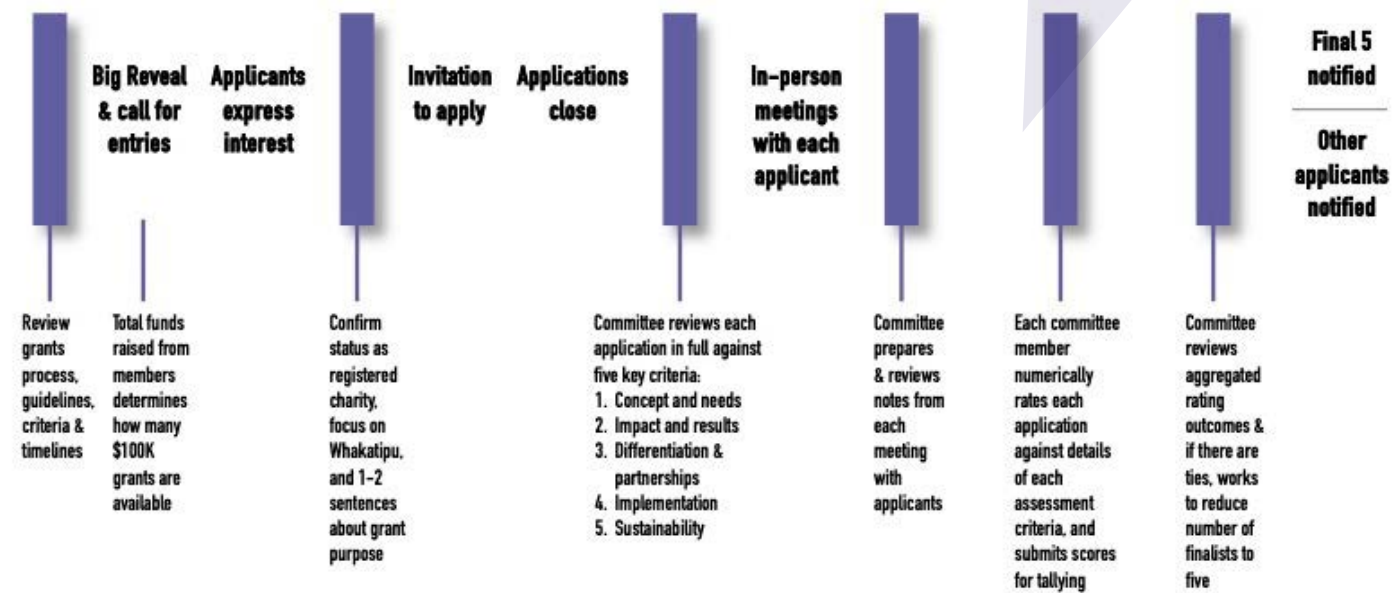 Big Reveal
& call for
entries
Applicants
express
interest
Invitation
to apply
Applications
close
In-person
meetings
with each
applicant
Final 5
notified
Other
applicants
notified
Review
grants
process,
guidelines,
criteria &
timelines
Total funds
raised from
members
determines
how many
$100K
grants are
available
Confirm
status as
registered
charity,
focus on
Whakatipu,
and 1-2
sentences
about grant
purpose
Committee reviews each
application in full against
five key criteria:
1. Concept and needs
2. Impact and results
3. Differentiation &
partnerships
4. Implementation
5. Sustainability
Committee
prepares
& reviews
notes from
each
meeting
with
applicants
Each committee
member
numerically
rates each
application
against details
of each
assessment
criteria, and
submits scores
for tallying
Committee
reviews
aggregated
rating
outcomes &
if there are
ties, works
to reduce
number of
finalists to
five